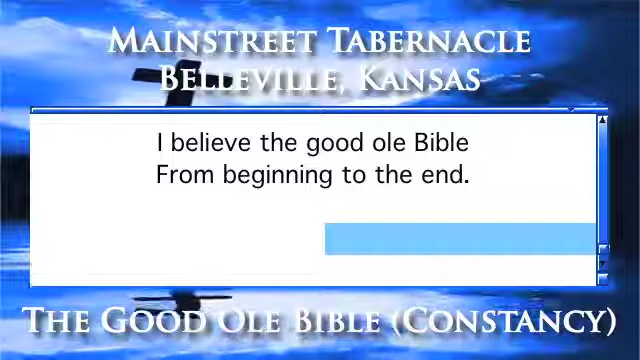 MAINSTREET TABERNACLE
BELLEVILLE, KANSAS
I believe the good ole Bible
From beginning to the end.
THE GOOD OLE BIBLE (CONSTANCY)